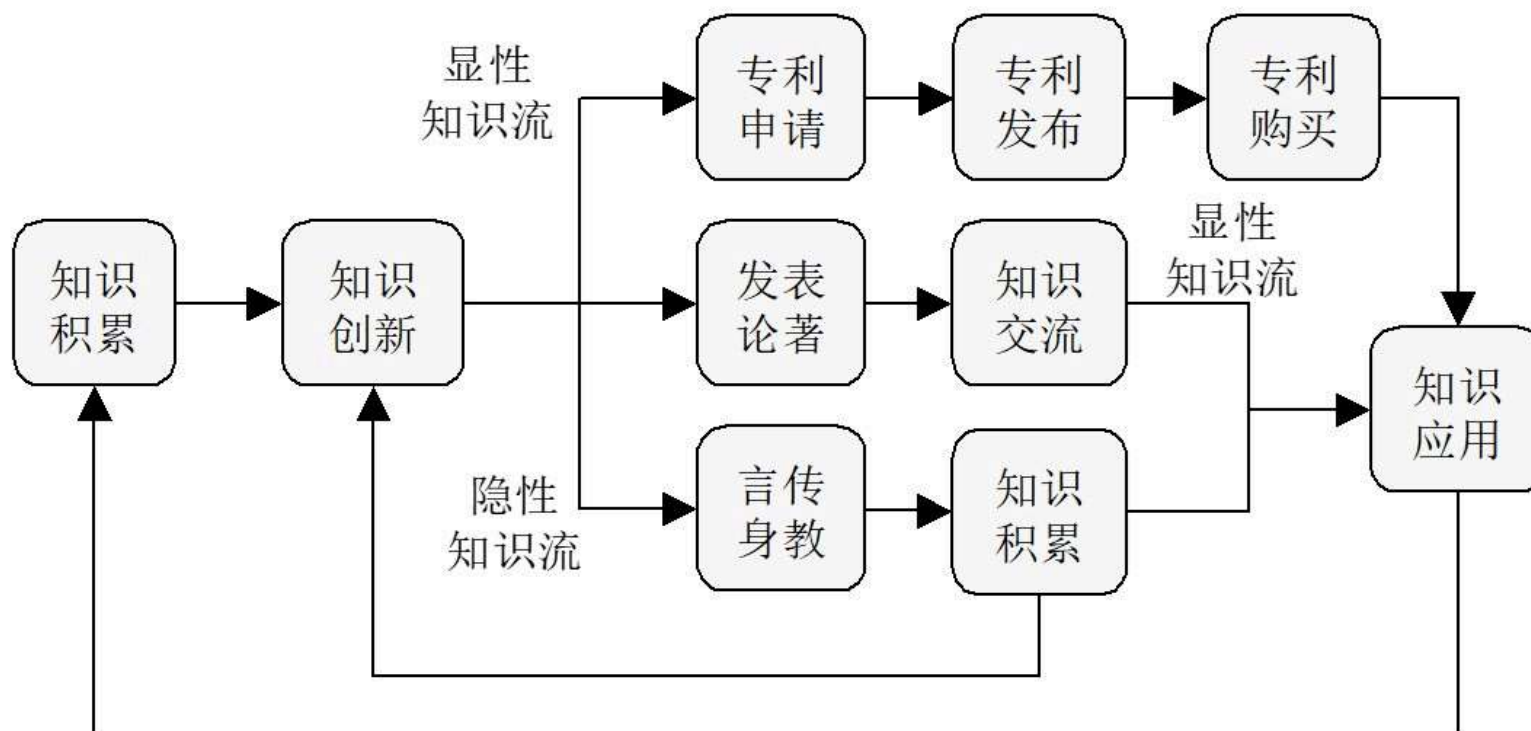 显性
知识流
专利
申请
专利
发布
专利
购买
知识
积累
知识
创新
发表
论著
知识
交流
显性
知识流
知识
应用
隐性
知识流
言传
身教
知识
积累